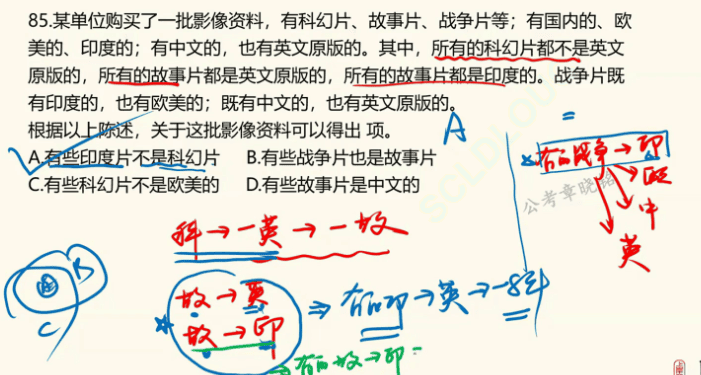 85.某单位购买了一批影像资料，有科幻片、故事片、战争片等；有国内的、欧
美的、印度的；有中文的，也有英文原版的。其中，所有的科幻片都不是英文
原版的，所有的故事片都是英文原版的，所有的故事片都是印度的。战争片既
有印度的，也有欧美的；既有中文的，也有英文原版的。
根据以上陈述，关于这批影像资料可以得出 项。
A.有些印度片不是科幻片 B.有些战争片也是故事片
C.有些科幻片不是欧美的 D.有些故事片是中文的
A
有的战争→印
欧
中
英
公考章晓铭
科→一英→一故
故→英
故→印
⇒有的印→英→一科
→有的故→印
B
C